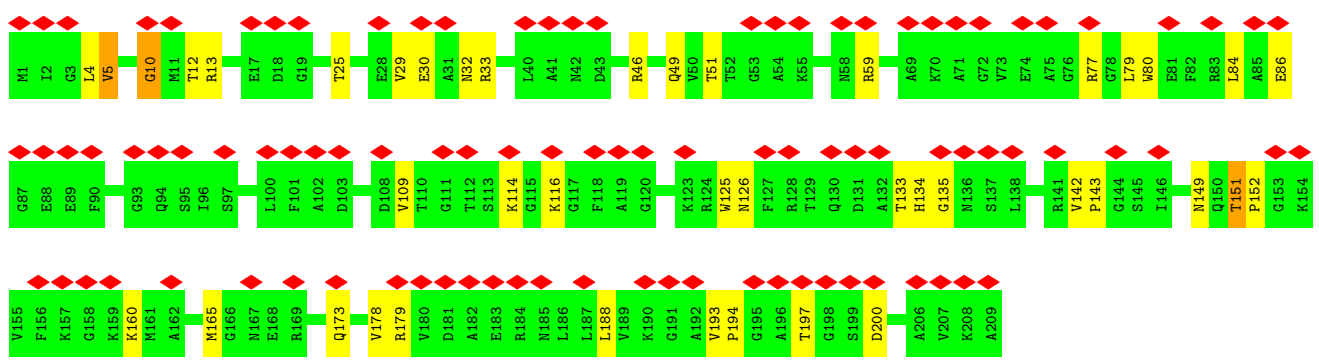 M1 I2 G3 L4 V5 G10 M11 T12 R13 E17 D18 G19 T25 E28 V29 E30 A31 N32 R33 L40 A41 N42 D43 R46 Q49 V50 T51 T52 G53 A54 K55 N58 R59 A69 K70 A71 G72 V73 E74 A75 G76 R77 G78 L79 W80 E81 F82 R83 L84 A85 E86
G87 E88 E89 F90 G93 Q94 S95 I96 S97 L100 F101 A102 D103 D108 V109 T110 G111 T112 S113 K114 G115 K116 G117 F118 A119 G120 K123 R124 W125 N126 F127 R128 T129 Q130 D131 A132 T133 H134 G135 N136 S137 L138 R141 V142 P143 G144 S145 I146 N149 Q150 T151 P152 G153 K154
V155 F156 K157 G158 K159 K160 M161 A162 M165 G166 N167 E168 R169 Q173 V178 R179 V180 D181 A182 E183 R184 N185 L186 L187 L188 V189 K190 G191 A192 V193 P194 G195 A196 T197 G198 S199 D200 A206 V207 K208 A209